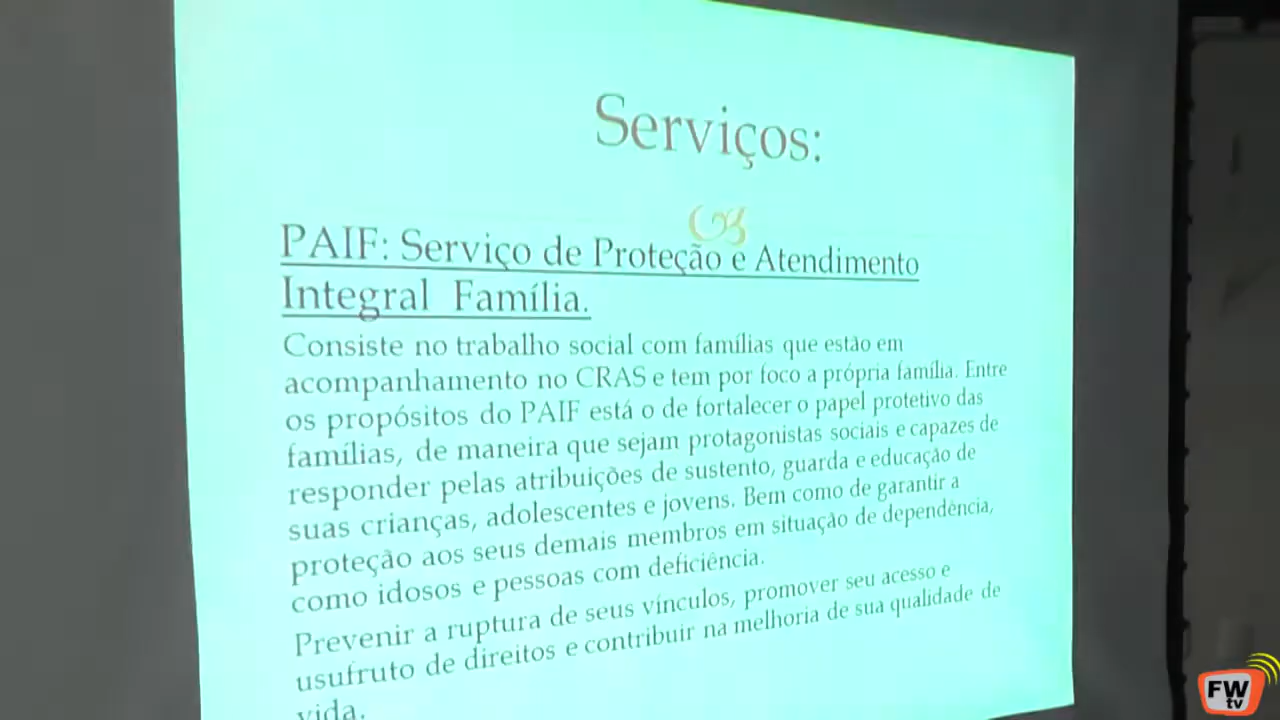 Serviços:
PAIF: Serviço de Proteção e Atendimento
Integral Família.
Consiste no trabalho social com famílias que estão em
acompanhamento no CRAS e tem por foco a própria família. Entre
os propósitos do PAIF está o de fortalecer o papel protetivo das
famílias, de maneira que sejam protagonistas sociais e capazes de
responder pelas atribuições de sustento, guarda e educação de
suas crianças, adolescentes e jovens. Bem como de garantir a
proteção aos seus demais membros em situação de dependência,
como idosos e pessoas com deficiência.
Prevenir a ruptura de seus vínculos, promover seu acesso e
usufruto de direitos e contribuir na melhoria de sua qualidade de
vida.
FW
tv